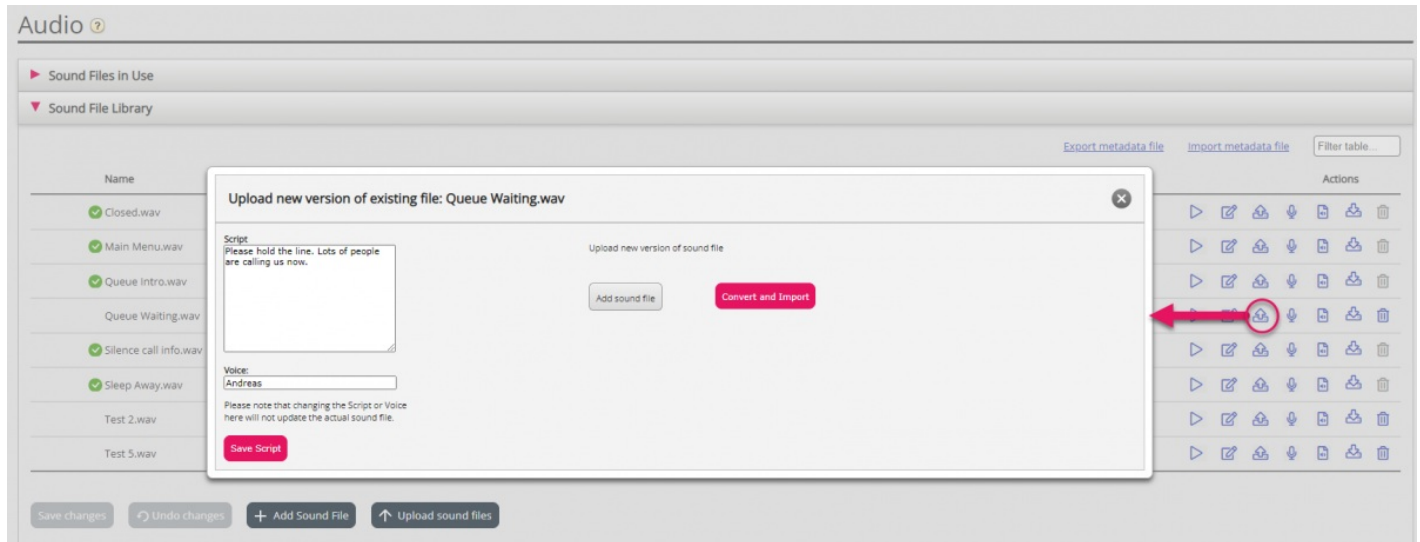 Audio ?
Sound Files in Use
Sound File Library
Export metadata file Import metadata file Filter table...
Name Actions
Upload new version of existing file: Queue Waiting.wav
Closed.wav
Main Menu.wav
Queue Intro.wav
Queue Waiting.wav
Silence call info.wav
Sleep Away.wav
Test 2.wav
Test 5.wav
Script
Please hold the line. Lots of people
are calling us now.
Voice:
Andreas
Please note that changing the Script or Voice
here will not update the actual sound file.
Save Script
Upload new version of sound file
Add sound file Convert and Import
Save changes Undo changes + Add Sound File Upload sound files